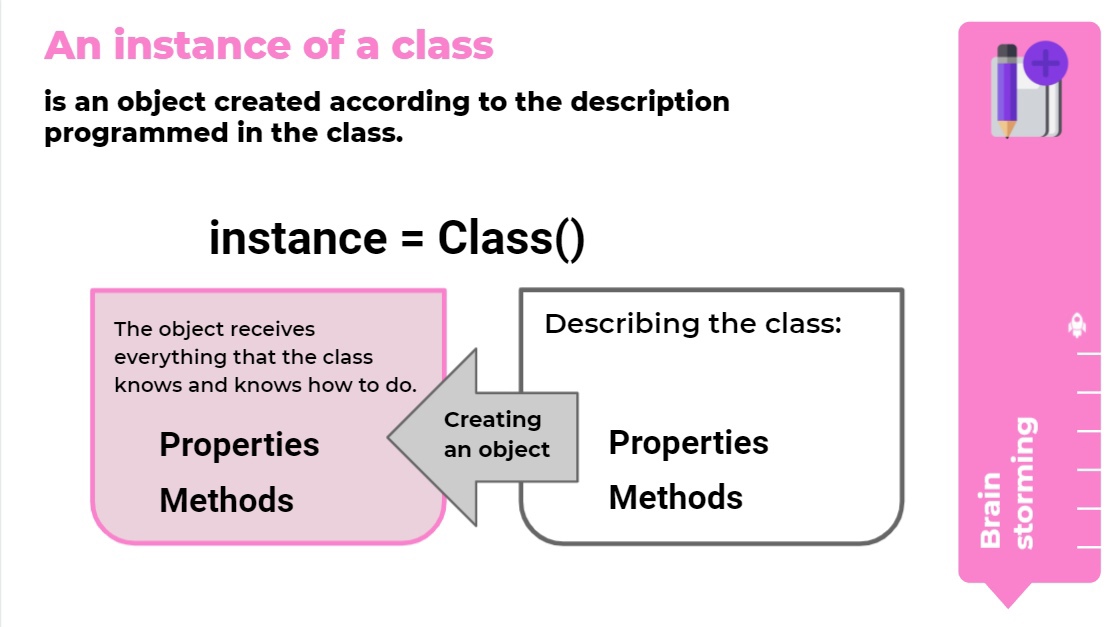 An instance of a class
is an object created according to the description
programmed in the class.
instance = Class()
The object receives
everything that the class
knows and knows how to do.
Properties
Methods
Creating
an object
Describing the class:
Properties
Methods
Brain
storming